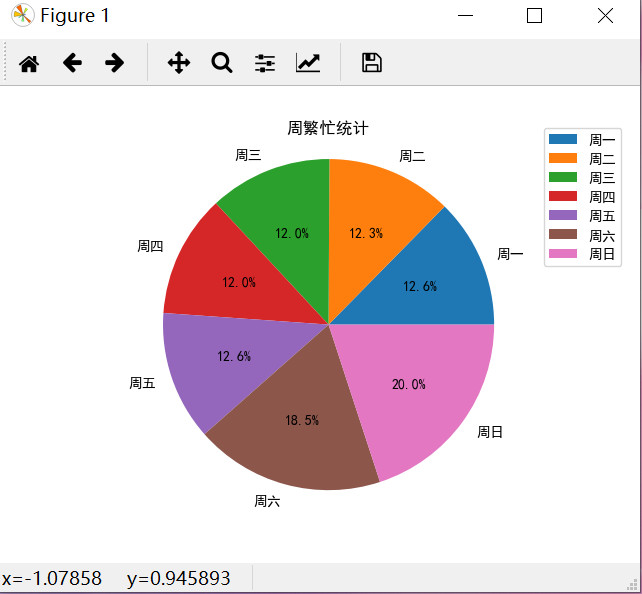 Figure 1
周繁忙统计
周三
周二
周四
周一
周五
周六
周日
12.0%
12.3%
12.0%
12.6%
12.6%
18.5%
20.0%
周一
周二
周三
周四
周五
周六
周日
x=-1.07858 y=0.945893